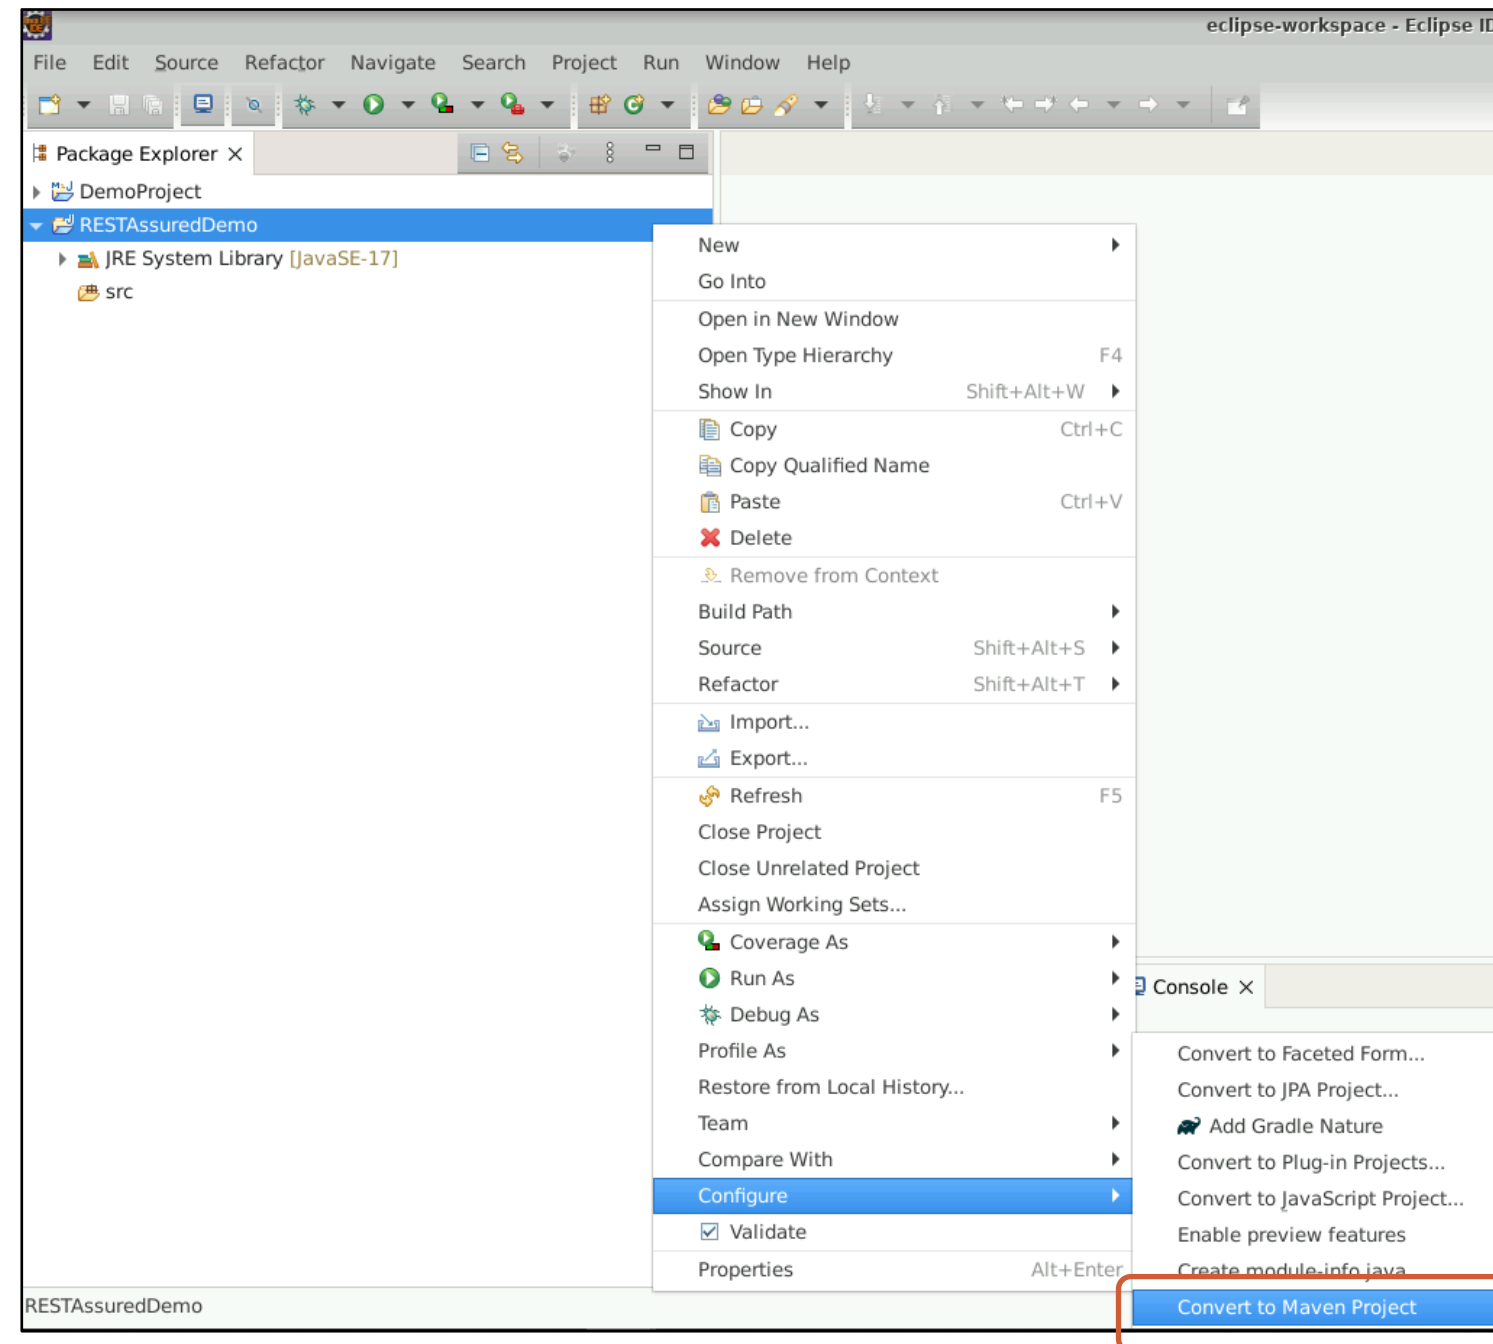 eclipse-workspace - Eclipse ID
File Edit Source Refactor Navigate Search Project Run Window Help
Package Explorer
DemoProject
RESTAssuredDemo
JRE System Library [JavaSE-17]
src
New
Go Into
Open in New Window
Open Type Hierarchy F4
Show In Shift+Alt+W
Copy Ctrl+C
Copy Qualified Name
Paste Ctrl+V
Delete
Remove from Context
Build Path
Source Shift+Alt+S
Refactor Shift+Alt+T
Import...
Export...
Refresh F5
Close Project
Close Unrelated Project
Assign Working Sets...
Coverage As
Run As
Debug As
Profile As
Restore from Local History...
Team
Compare With
Configure
Validate
Properties Alt+Enter
Console
Convert to Faceted Form...
Convert to JPA Project...
Add Gradle Nature
Convert to Plug-in Projects...
Convert to JavaScript Project...
Enable preview features
Create module-info.java
Convert to Maven Project
RESTAssuredDemo